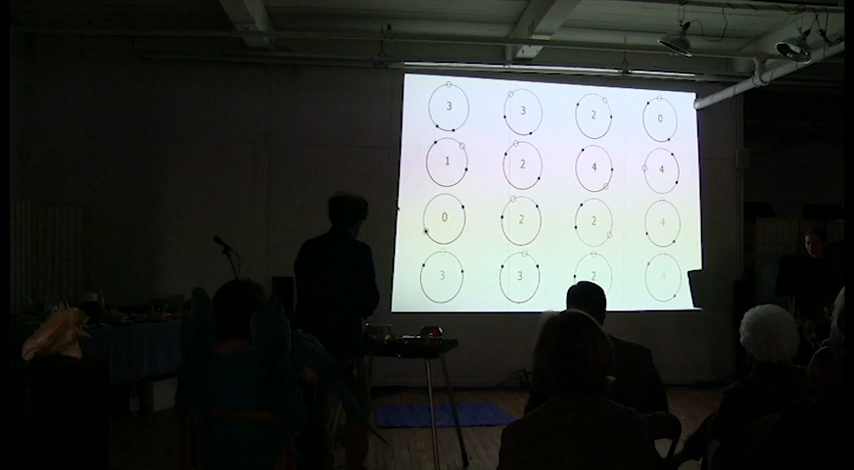 3 3 2 0
1 2 4 4
0 2 2 4
3 3 2 4